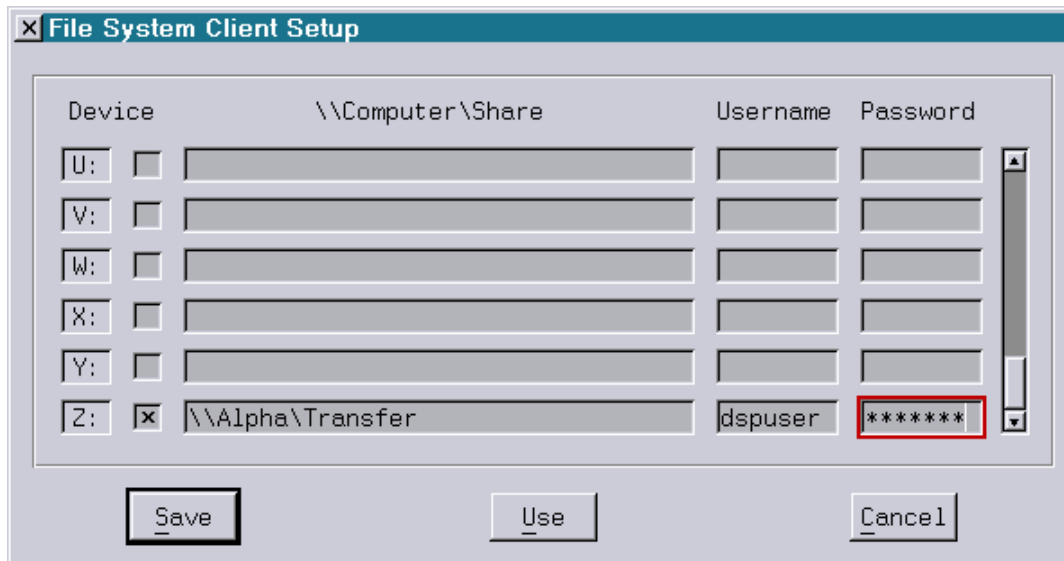 File System Client Setup
Device \\Computer\Share Username Password
U:
V:
W:
X:
Y:
Z: \\Alpha\Transfer dspuser *******
Save Use Cancel